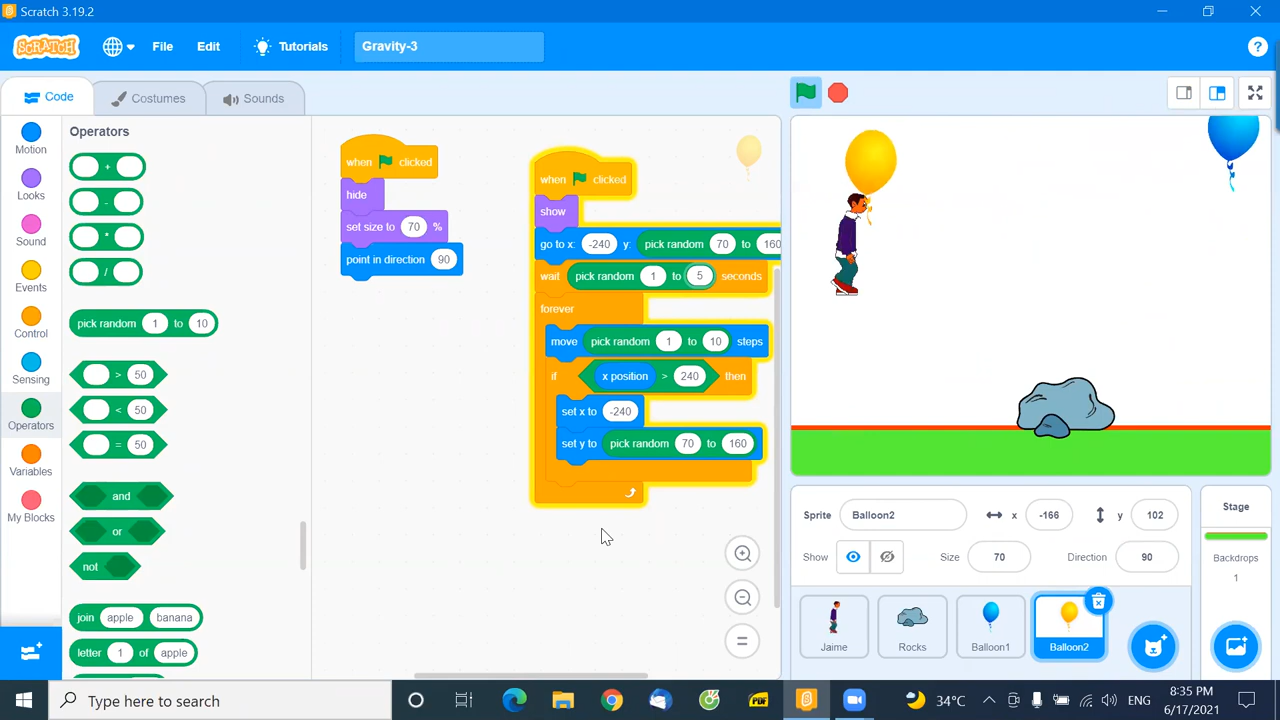 Scratch 3.19.2
SCRATCH
File
Edit
Tutorials
Gravity-3
?
Code
Costumes
Sounds
Motion
Looks
Sound
Events
Control
Sensing
Operators
Variables
My Blocks
Operators
+
-
*
/
pick random 1 to 10
> 50
< 50
= 50
and
or
not
join apple banana
letter 1 of apple
when clicked
hide
set size to 70 %
point in direction 90
when clicked
show
go to x: -240 y: pick random 70 to 160
wait pick random 1 to 5 seconds
forever
move pick random 1 to 10 steps
if x position > 240 then
set x to -240
set y to pick random 70 to 160
Sprite Balloon2 x -166 y 102
Show Size 70 Direction 90
Jaime
Rocks
Balloon1
Balloon2
Stage
Backdrops
1
Type here to search
PDF
34°C
ENG
8:35 PM
6/17/2021